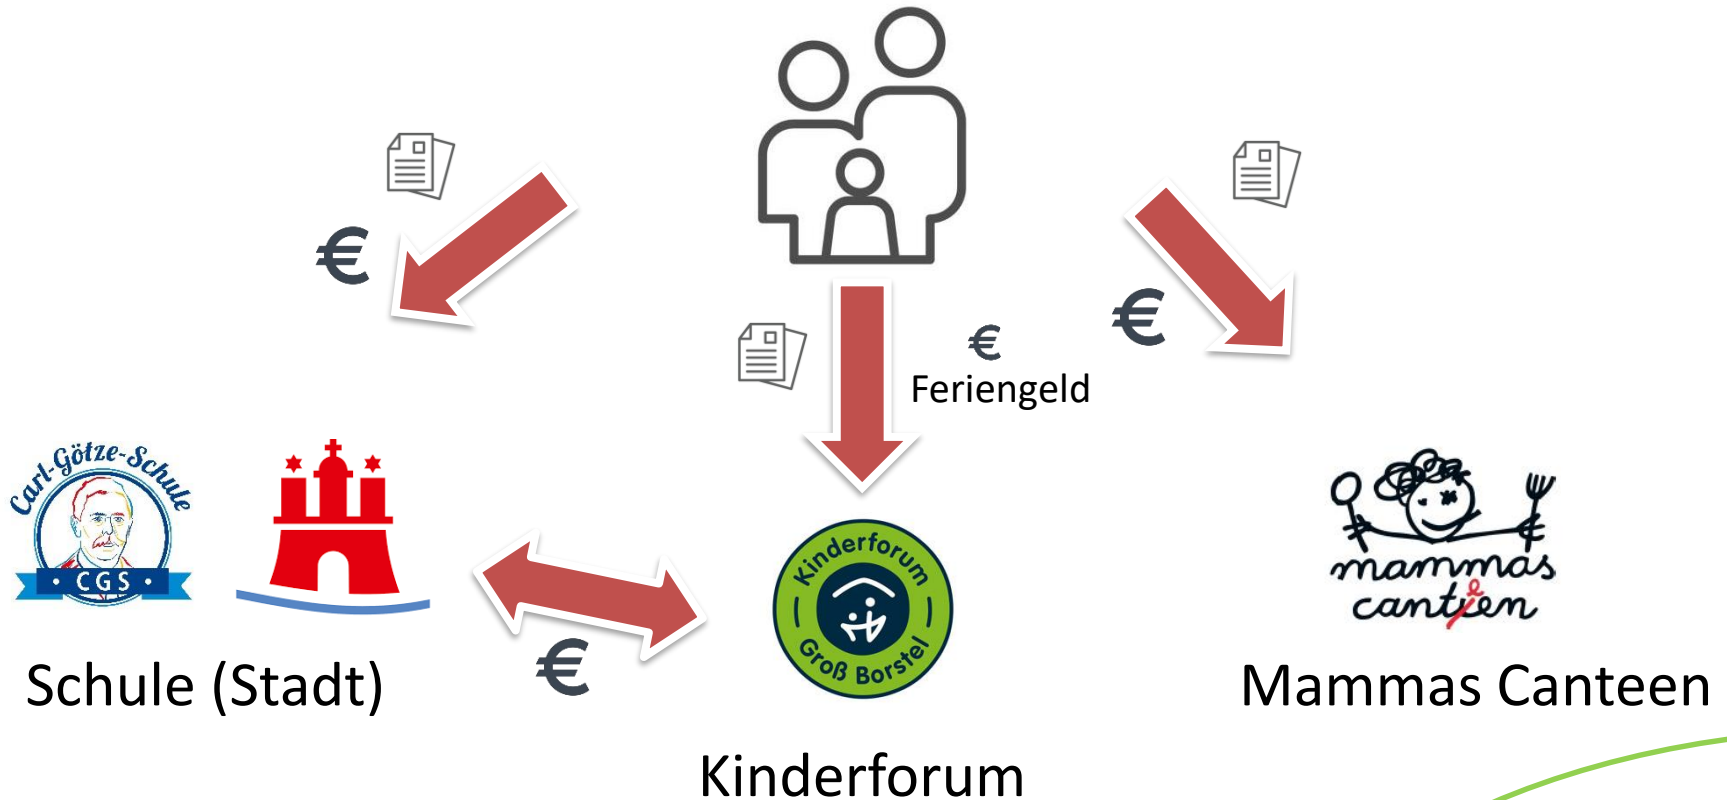 €
€
€
Feriengeld
Carl-Götze-Schule
• CGS •
Kinderforum
Groß Borstel
mammas
cantien
e
€
Schule (Stadt)
Mammas Canteen
Kinderforum